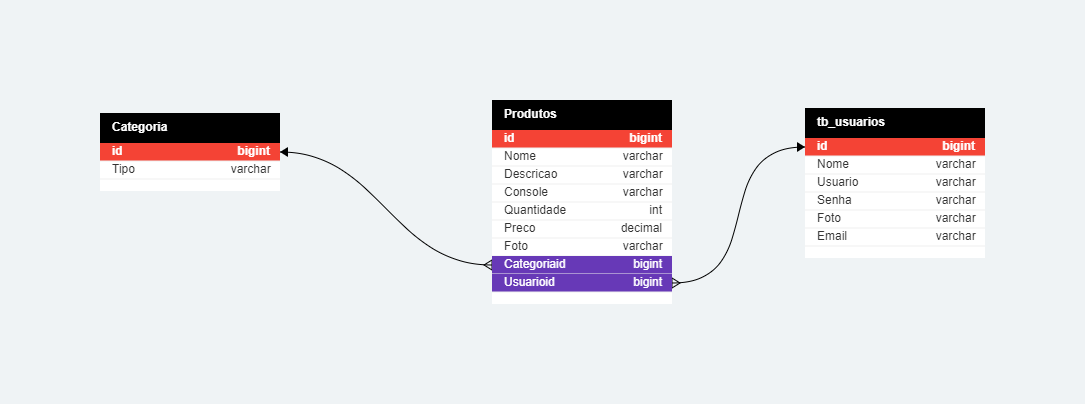 Categoria
id bigint
Tipo varchar
Produtos
id bigint
Nome varchar
Descricao varchar
Console varchar
Quantidade int
Preco decimal
Foto varchar
Categoriaid bigint
Usuarioid bigint
tb_usuarios
id bigint
Nome varchar
Usuario varchar
Senha varchar
Foto varchar
Email varchar